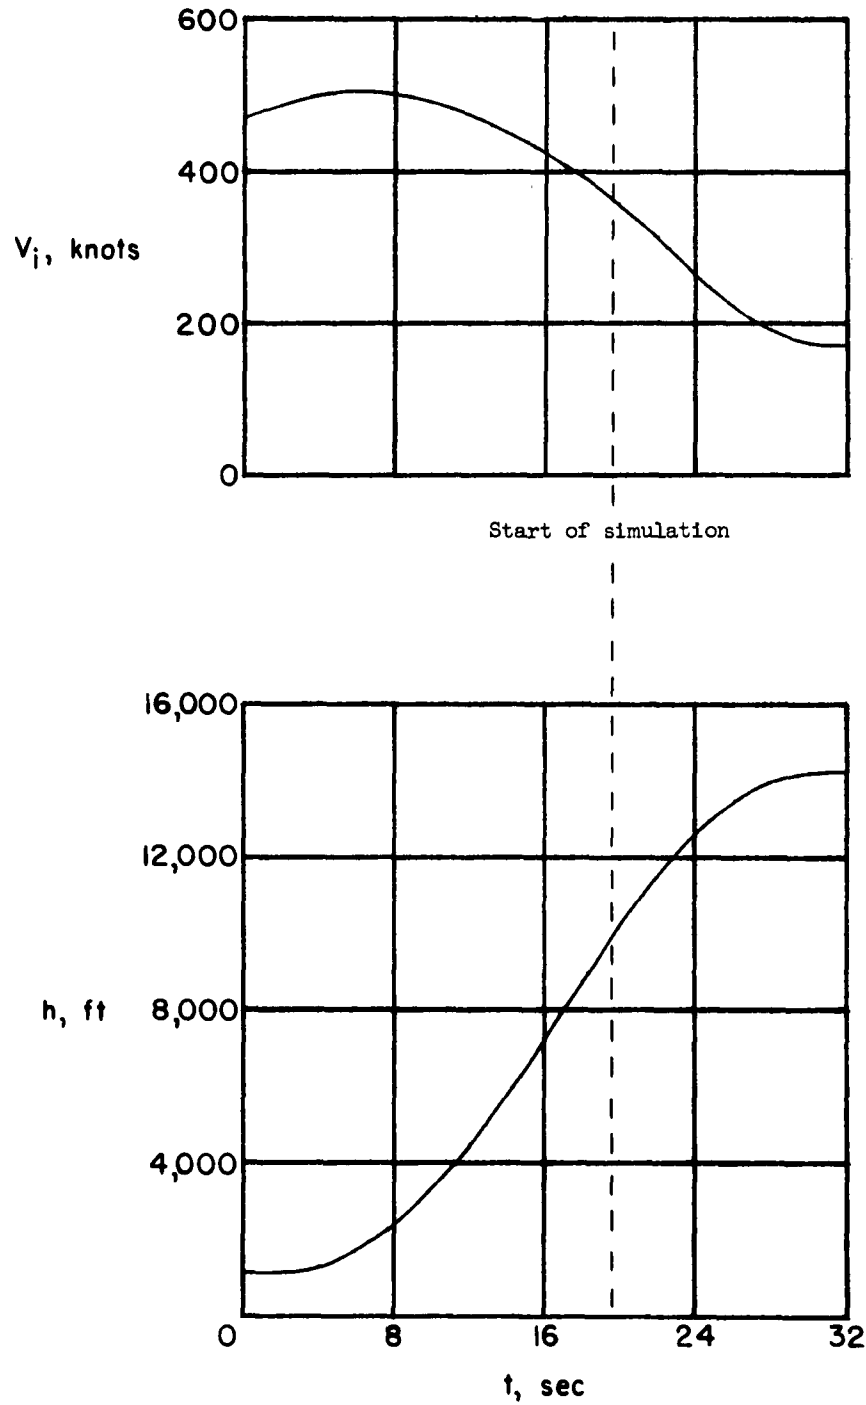 600
400
V_i, knots
200
0
Start of simulation
16,000
12,000
h, ft
8,000
4,000
0 8 16 24 32
t, sec